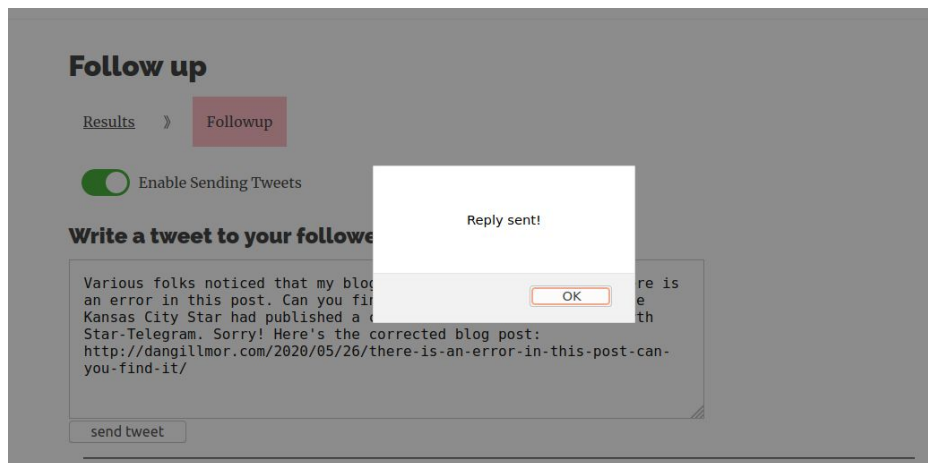 Follow up
Results 》 Followup
Enable Sending Tweets
Write a tweet to your
Various folks noticed that my blog re is
an error in this post. Can you
Kansas City Star had published a th
Star-Telegram. Sorry! Here's the corrected blog post:
http://dangillmor.com/2020/05/26/there-is-an-error-in-this-post-can-
you-find-it/
send tweet
Reply sent!
OK